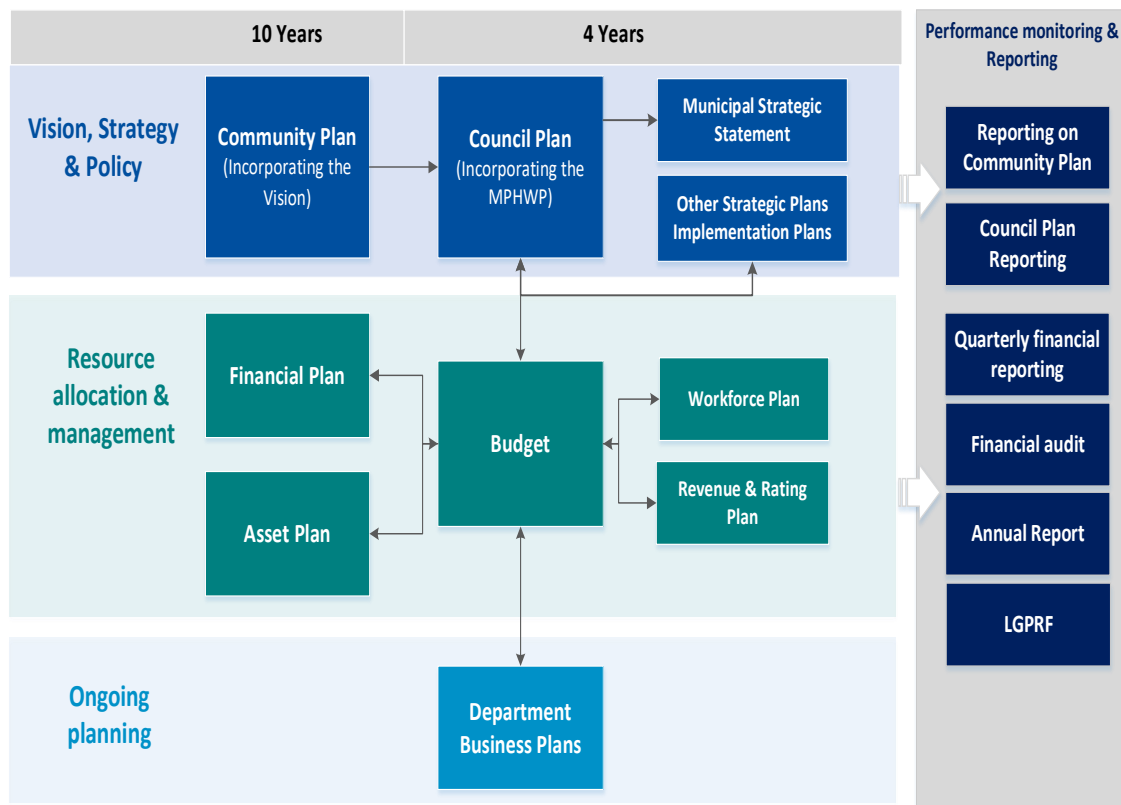 10 Years
4 Years
Performance monitoring &
Reporting
Vision, Strategy
& Policy
Community Plan
(Incorporating the
Vision)
Council Plan
(Incorporating the
MPHWP)
Municipal Strategic
Statement
Other Strategic Plans
Implementation Plans
Reporting on
Community Plan
Council Plan
Reporting
Resource
allocation &
management
Financial Plan
Asset Plan
Budget
Workforce Plan
Revenue & Rating
Plan
Quarterly financial
reporting
Financial audit
Annual Report
LGPRF
Ongoing
planning
Department
Business Plans